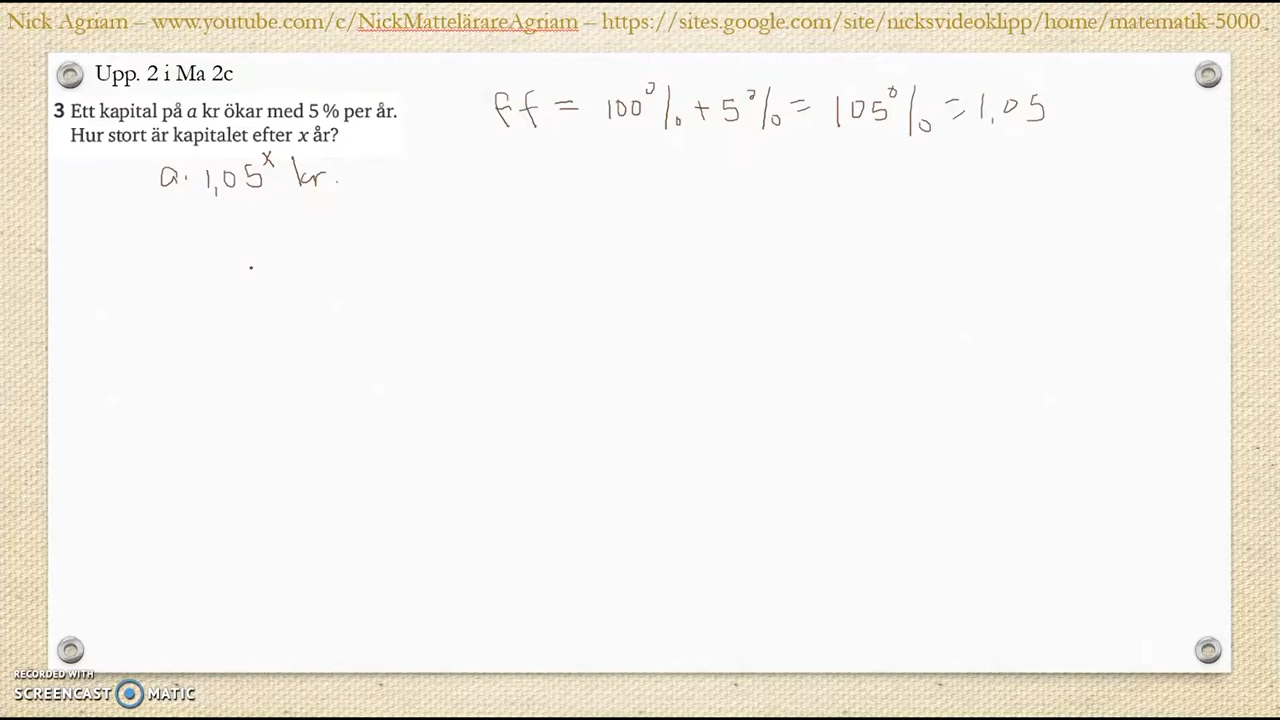 Nick Agriam – www.youtube.com/c/NickMattelärareAgriam – https://sites.google.com/site/nicksvideoklipp/home/matematik-5000
Upp. 2 i Ma 2c
3 Ett kapital på a kr ökar med 5 % per år.
Hur stort är kapitalet efter x år?
a · 1,05^x kr.
FF = 100 % + 5 % = 105 % = 1,05
RECORDED WITH
SCREENCAST MATIC